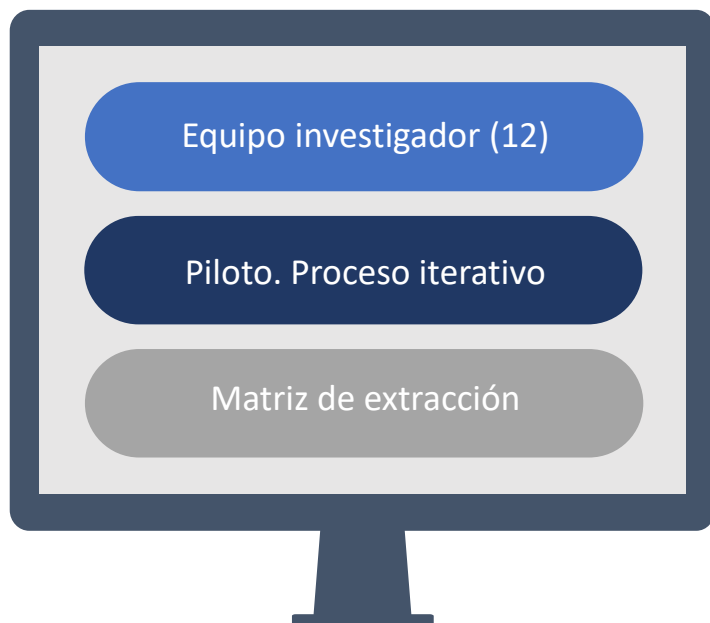 Equipo investigador (12)
Piloto. Proceso iterativo
Matriz de extracción